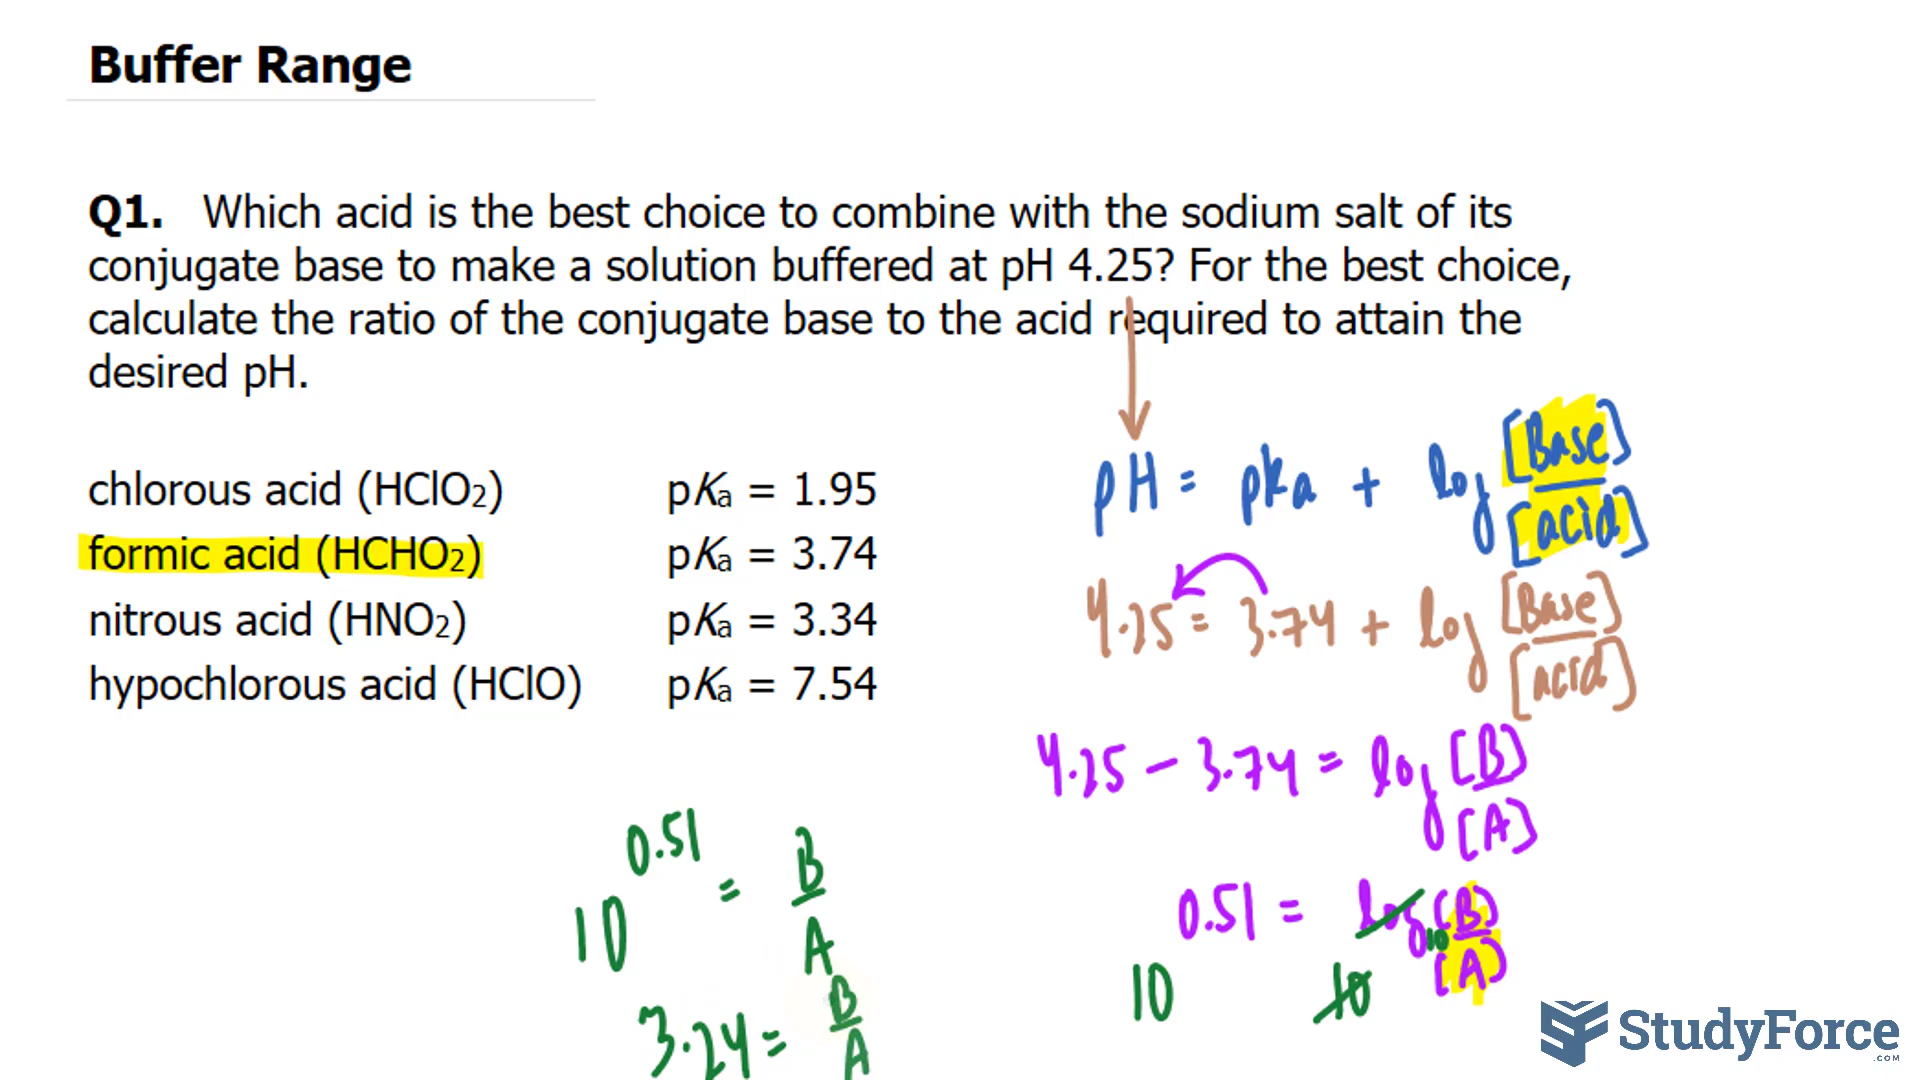 Buffer Range
Q1. Which acid is the best choice to combine with the sodium salt of its
conjugate base to make a solution buffered at pH 4.25? For the best choice,
calculate the ratio of the conjugate base to the acid required to attain the
desired pH.
chlorous acid (HClO₂) pKₐ = 1.95
formic acid (HCHO₂) pKₐ = 3.74
nitrous acid (HNO₂) pKₐ = 3.34
hypochlorous acid (HClO) pKₐ = 7.54
pH = pKa + log [Base]/[acid]
4.25 = 3.74 + log [Base]/[acid]
4.25 - 3.74 = log [B]/[A]
0.51 = log₁₀ [B]/[A]
10 10
10^0.51 = B/A
3.24 = B/A
StudyForce
.COM